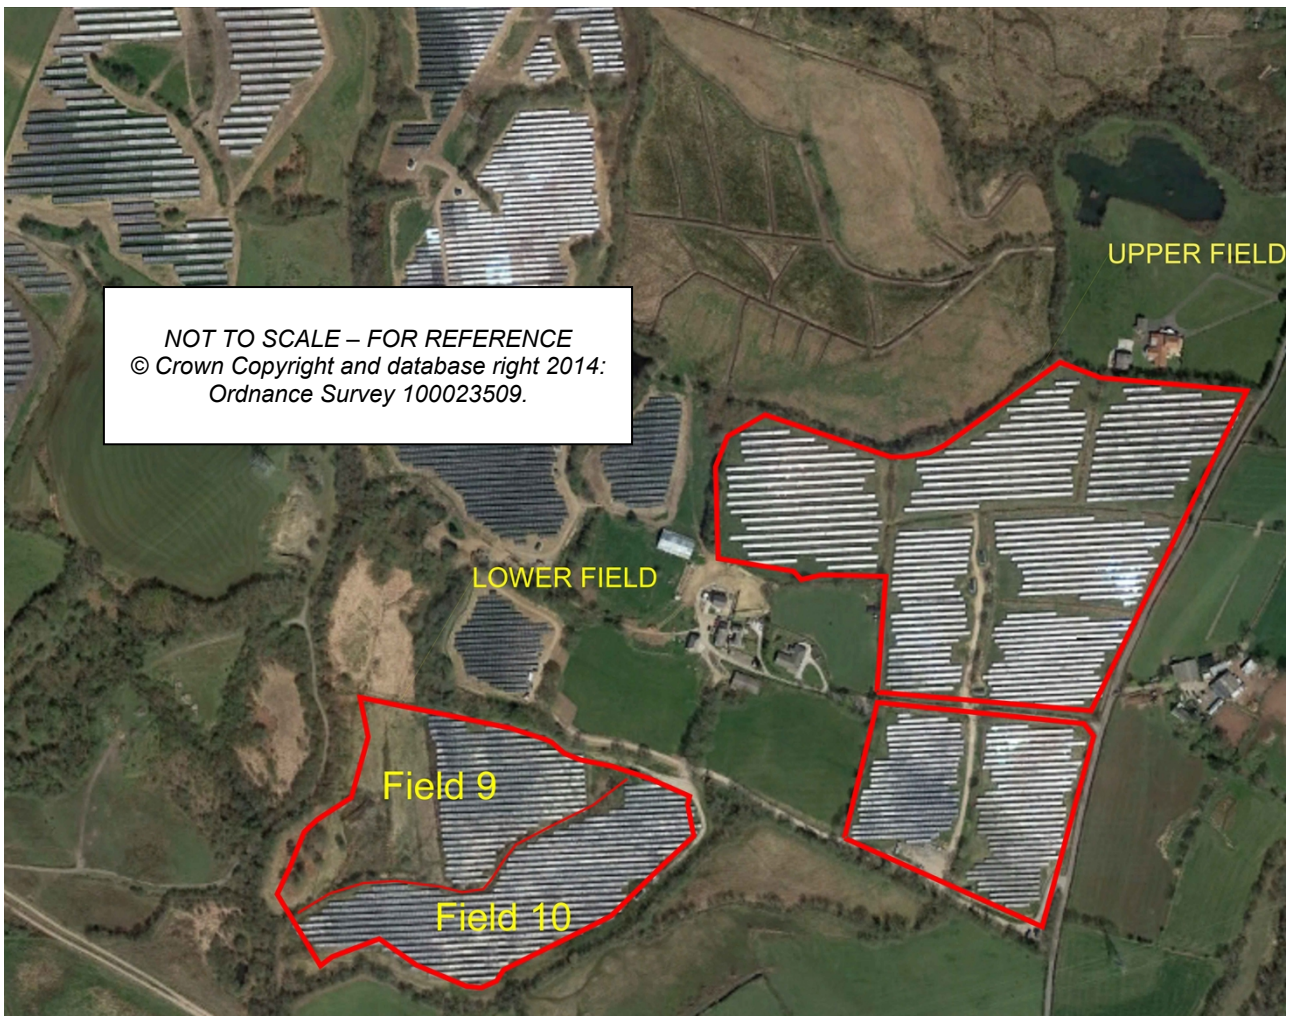 UPPER FIELD
NOT TO SCALE – FOR REFERENCE
© Crown Copyright and database right 2014:
Ordnance Survey 100023509.
LOWER FIELD
Field 9
Field 10